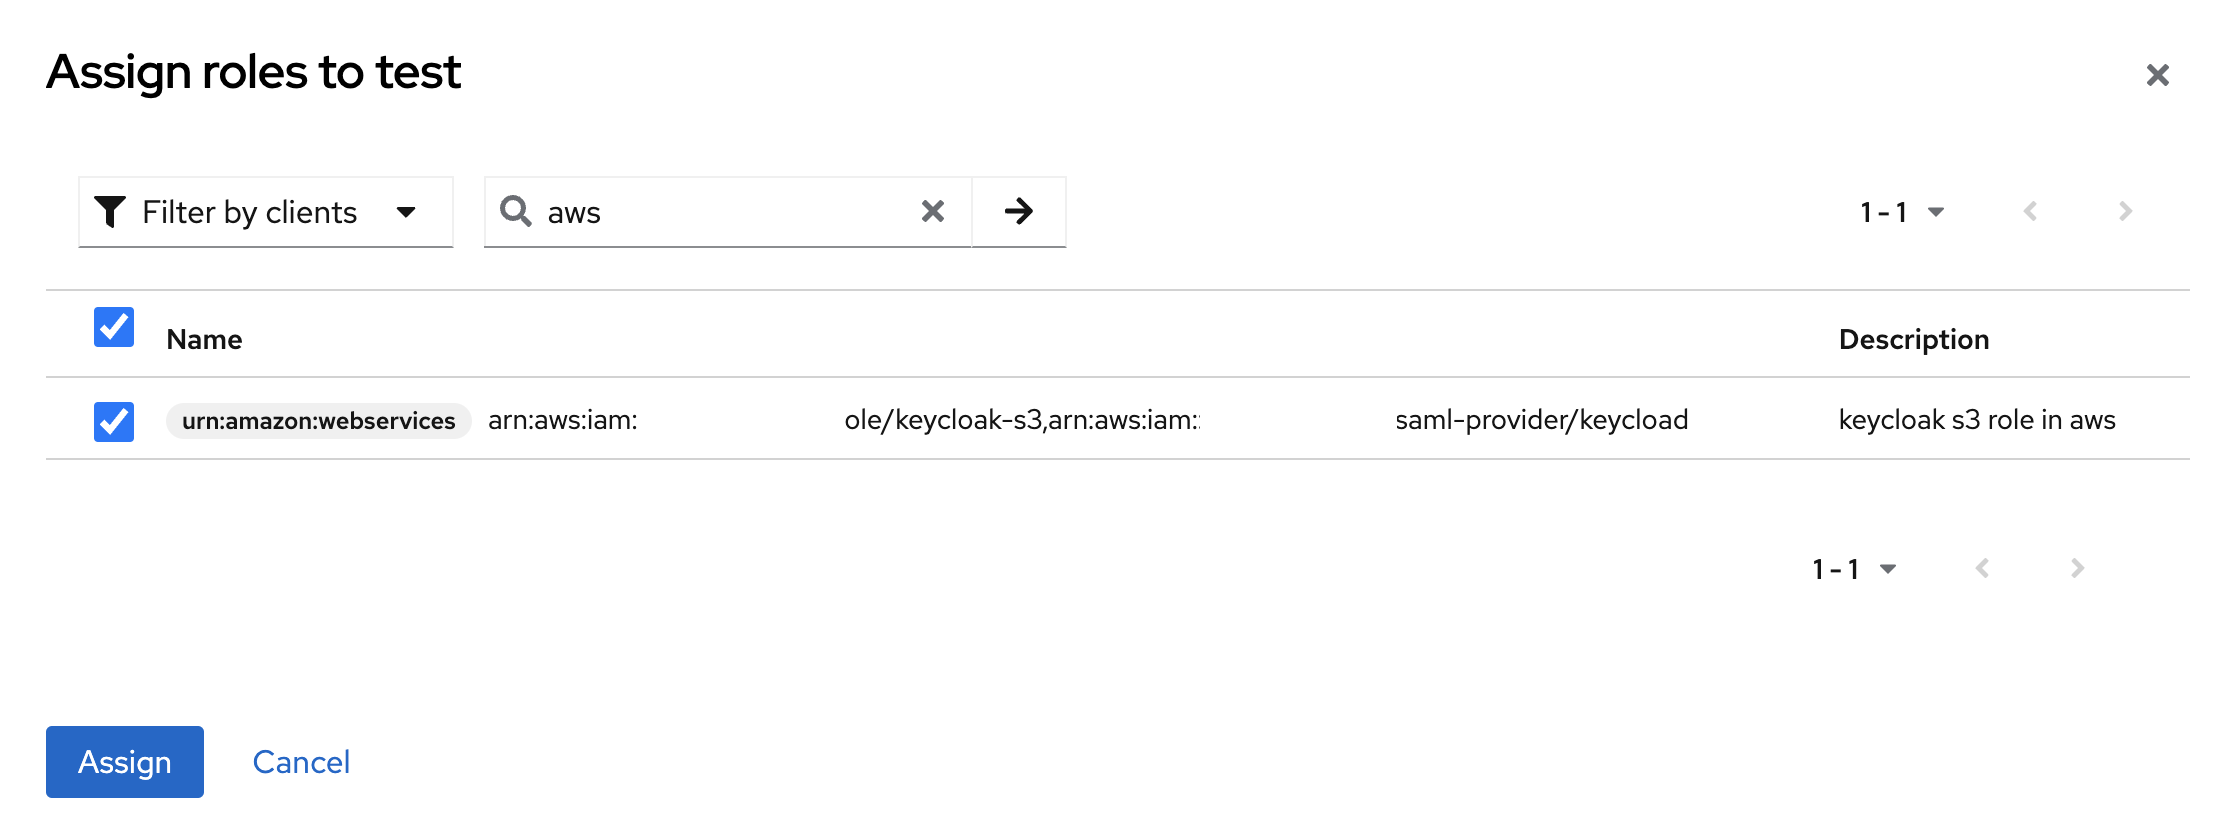 Assign roles to test
Filter by clients aws 1 - 1
Name Description
urn:amazon:webservices arn:aws:iam: ole/keycloak-s3,arn:aws:iam:: saml-provider/keycload keycloak s3 role in aws
1 - 1
Assign Cancel